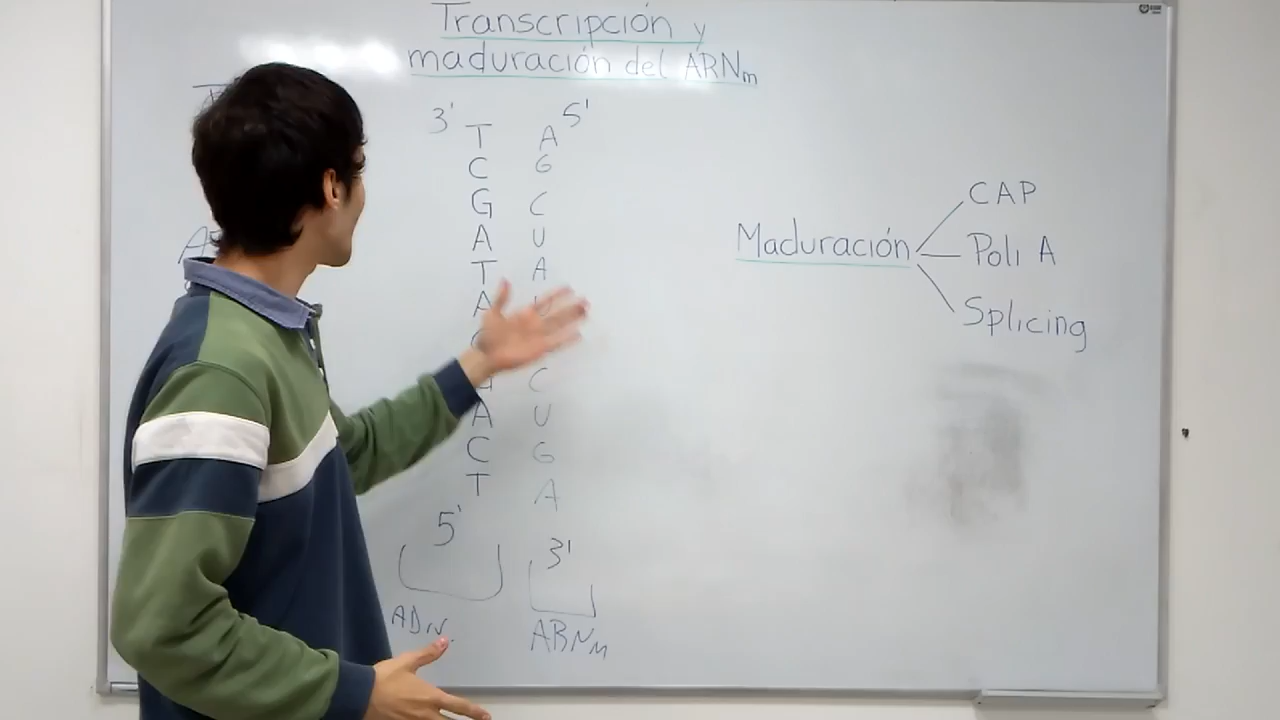 Transcripción y
maduración del ARNm
3' 5'
T A
C G
G C
A U
T A
A U
C
A U
C G
T A
5' 3'
ADN
ARNm
Maduración
CAP
Poli A
Splicing